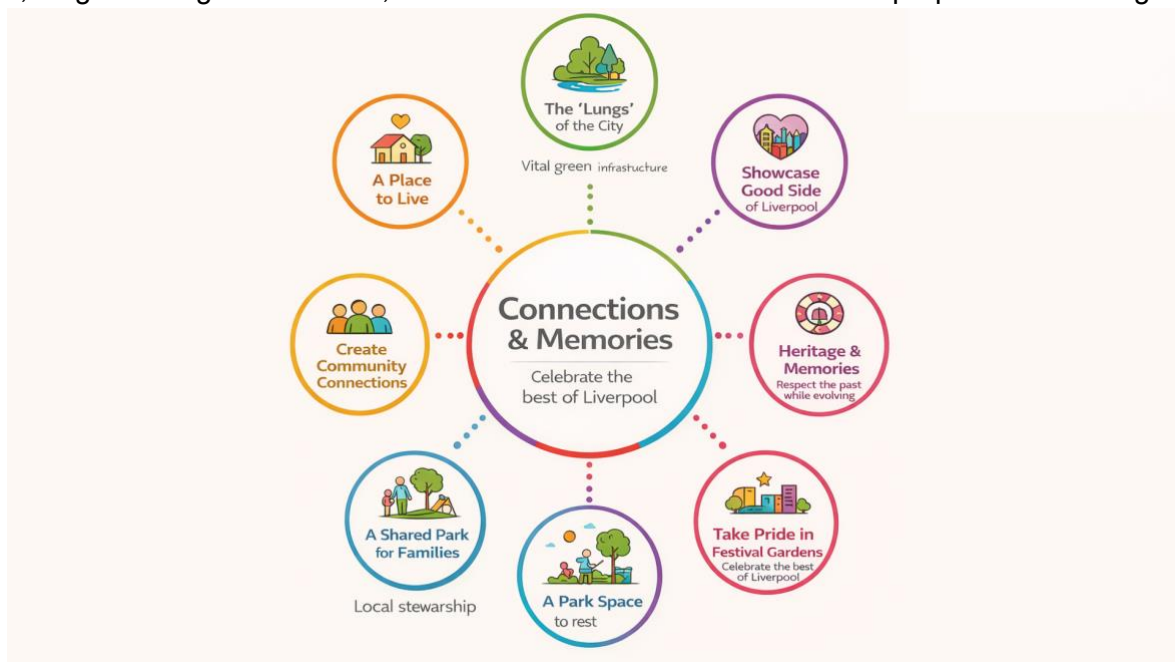 The 'Lungs'
of the City
Vital green infrastucture
Showcase
Good Side
of Liverpool
Heritage &
Memories
Respect the past
while evolving
Take Pride in
Festival Gardens
Celebrate the best
of Liverpool
A Park Space
to rest
A Shared Park
for Families
Local stewarship
Create
Community
Connections
A Place
to Live
Connections
& Memories
Celebrate the
best of Liverpool